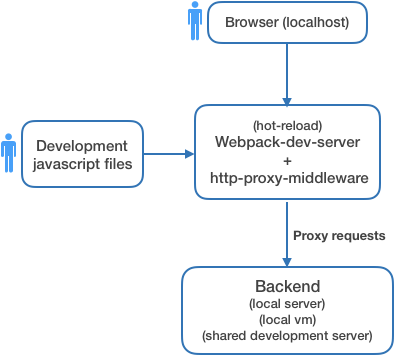 Browser (localhost)
Development
javascript files
(hot-reload)
Webpack-dev-server
+
http-proxy-middleware
Proxy requests
Backend
(local server)
(local vm)
(shared development server)